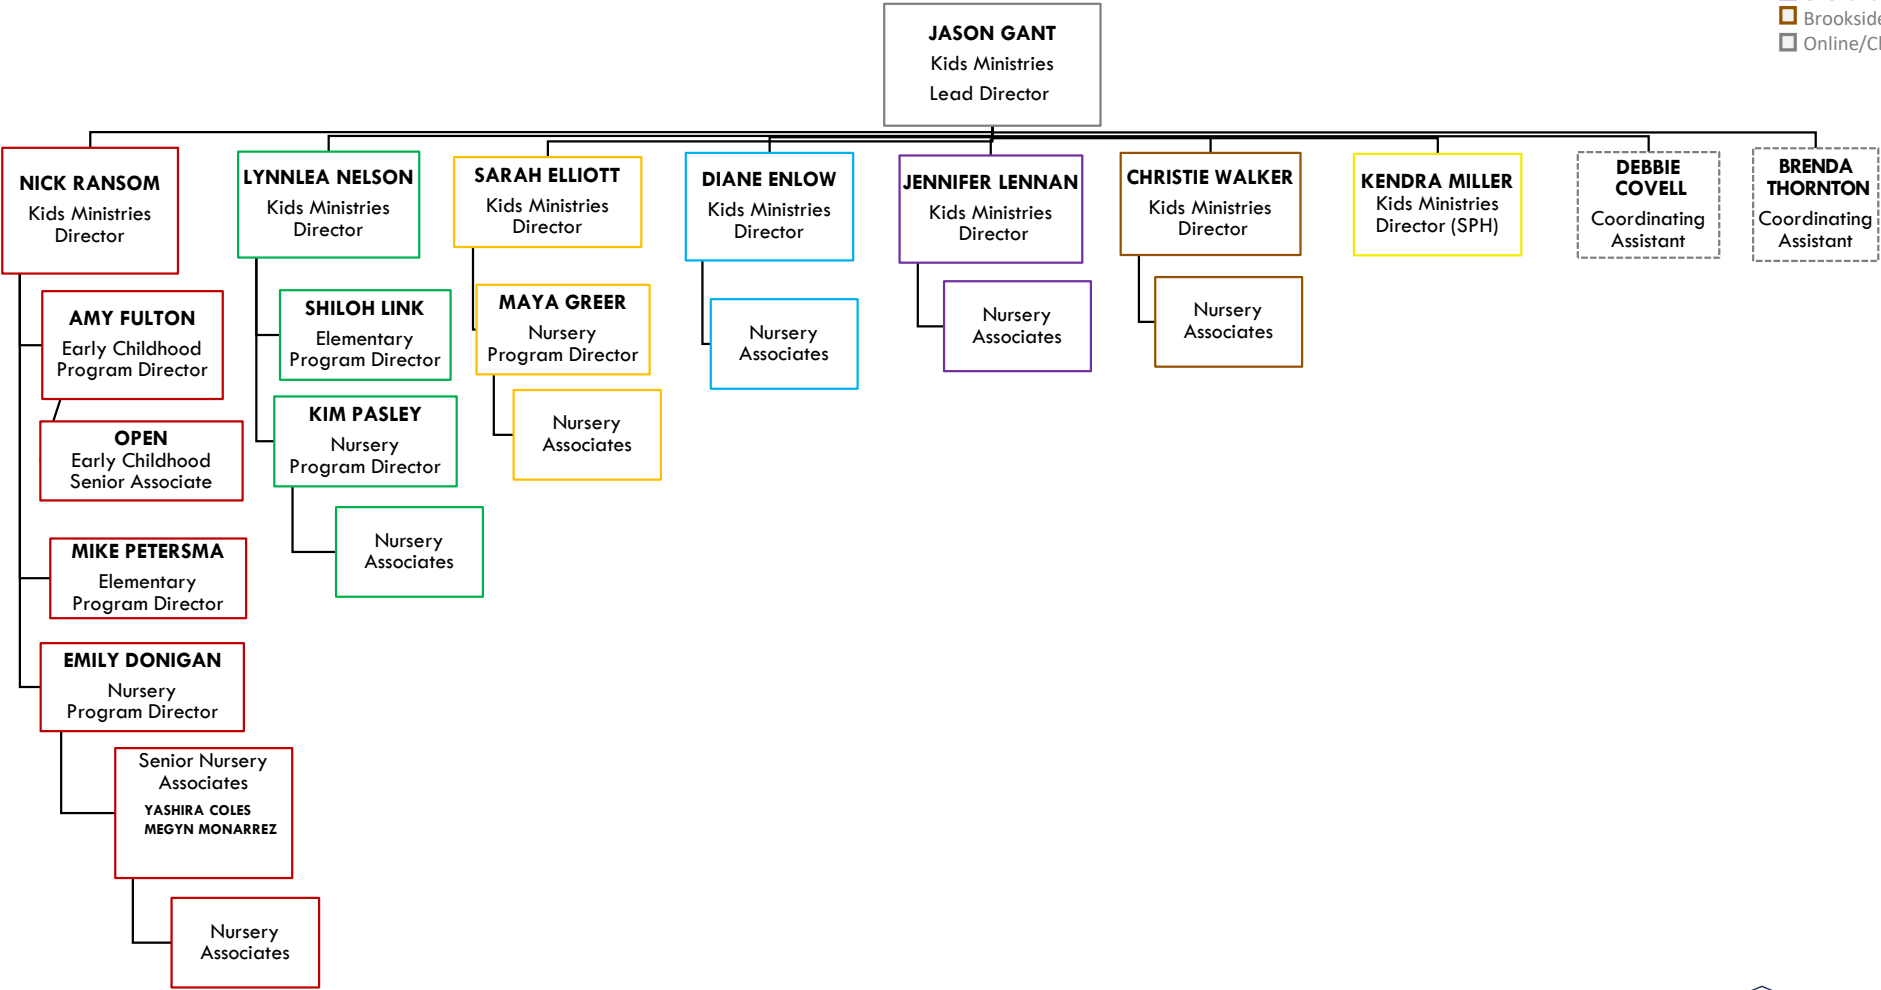 JASON GANT
Kids Ministries
Lead Director
Brookside
NICK RANSOM
Kids Ministries
Director
LYNNLEA NELSON
Kids Ministries
Director
SARAH ELLIOTT
Kids Ministries
Director
DIANE ENLOW
Kids Ministries
Director
JENNIFER LENNAN
Kids Ministries
Director
CHRISTIE WALKER
Kids Ministries
Director
KENDRA MILLER
Kids Ministries
Director (SPH)
DEBBIE
COVELL
Coordinating
Assistant
BRENDA
THORNTON
Coordinating
Assistant
AMY FULTON
Early Childhood
Program Director
OPEN
Early Childhood
Senior Associate
MIKE PETERSMA
Elementary
Program Director
EMILY DONIGAN
Nursery
Program Director
Senior Nursery
Associates
YASHIRA COLES
MEGYN MONARREZ
Nursery
Associates
SHILOH LINK
Elementary
Program Director
KIM PASLEY
Nursery
Program Director
Nursery
Associates
MAYA GREER
Nursery
Program Director
Nursery
Associates
Nursery
Associates
Nursery
Associates
Nursery
Associates